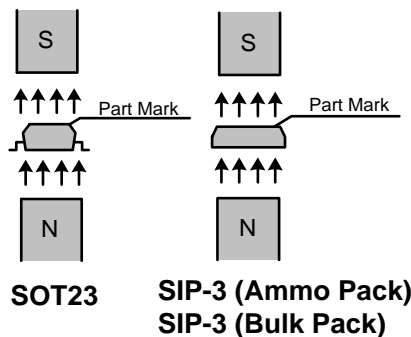 S
S
Part Mark
Part Mark
N
N
SOT23
SIP-3 (Ammo Pack)
SIP-3 (Bulk Pack)